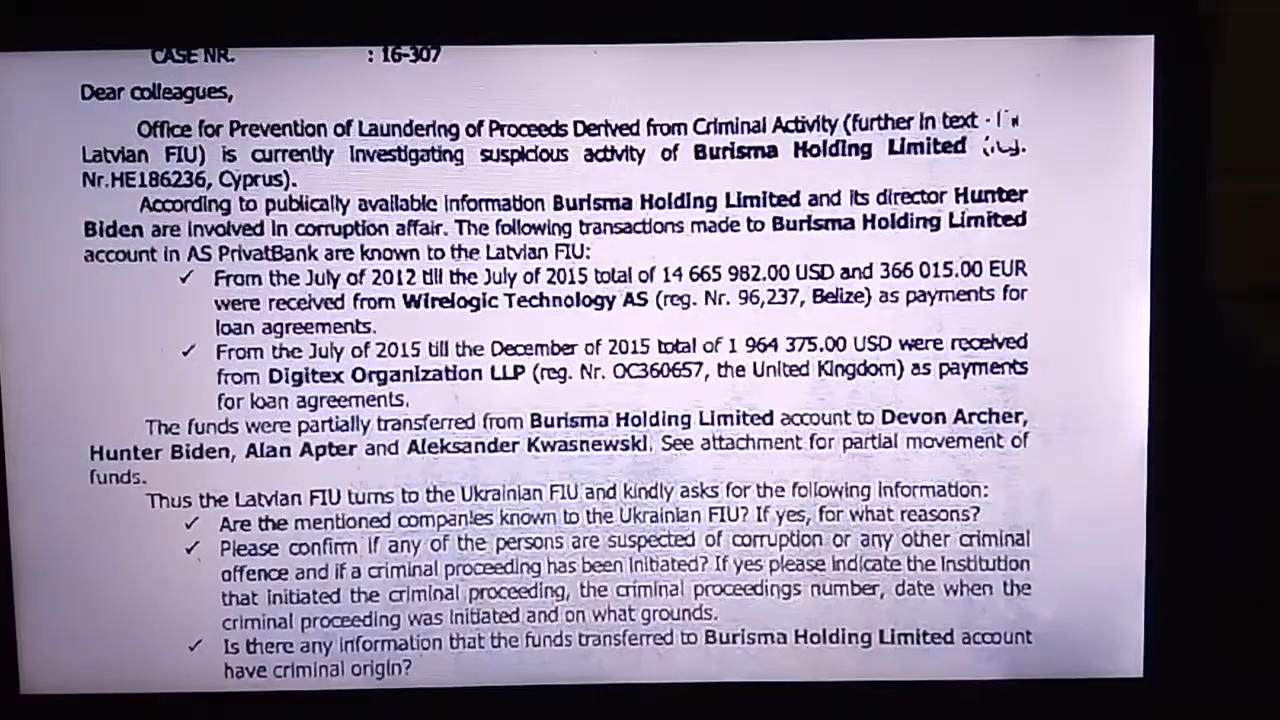 CASE NR. : 16-307
Dear colleagues,
Office for Prevention of Laundering of Proceeds Derived from Criminal Activity (further in text -
Latvian FIU) is currently investigating suspicious activity of Burisma Holding Limited
Nr.HE186236, Cyprus).
According to publically available information Burisma Holding Limited and its director Hunter
Biden are involved in corruption affair. The following transactions made to Burisma Holding Limited
account in AS PrivatBank are known to the Latvian FIU:
✓ From the July of 2012 till the July of 2015 total of 14 665 982.00 USD and 366 015.00 EUR
were received from Wirelogic Technology AS (reg. Nr. 96,237, Belize) as payments for
loan agreements.
✓ From the July of 2015 till the December of 2015 total of 1 964 375.00 USD were received
from Digitex Organization LLP (reg. Nr. OC360657, the United Kingdom) as payments
for loan agreements.
The funds were partially transferred from Burisma Holding Limited account to Devon Archer,
Hunter Biden, Alan Apter and Aleksander Kwasnewski. See attachment for partial movement of
funds.
Thus the Latvian FIU turns to the Ukrainian FIU and kindly asks for the following information:
✓ Are the mentioned companies known to the Ukrainian FIU? If yes, for what reasons?
✓ Please confirm if any of the persons are suspected of corruption or any other criminal
offence and if a criminal proceeding has been initiated? If yes please indicate the institution
that initiated the criminal proceeding, the criminal proceedings number, date when the
criminal proceeding was initiated and on what grounds.
✓ Is there any information that the funds transferred to Burisma Holding Limited account
have criminal origin?